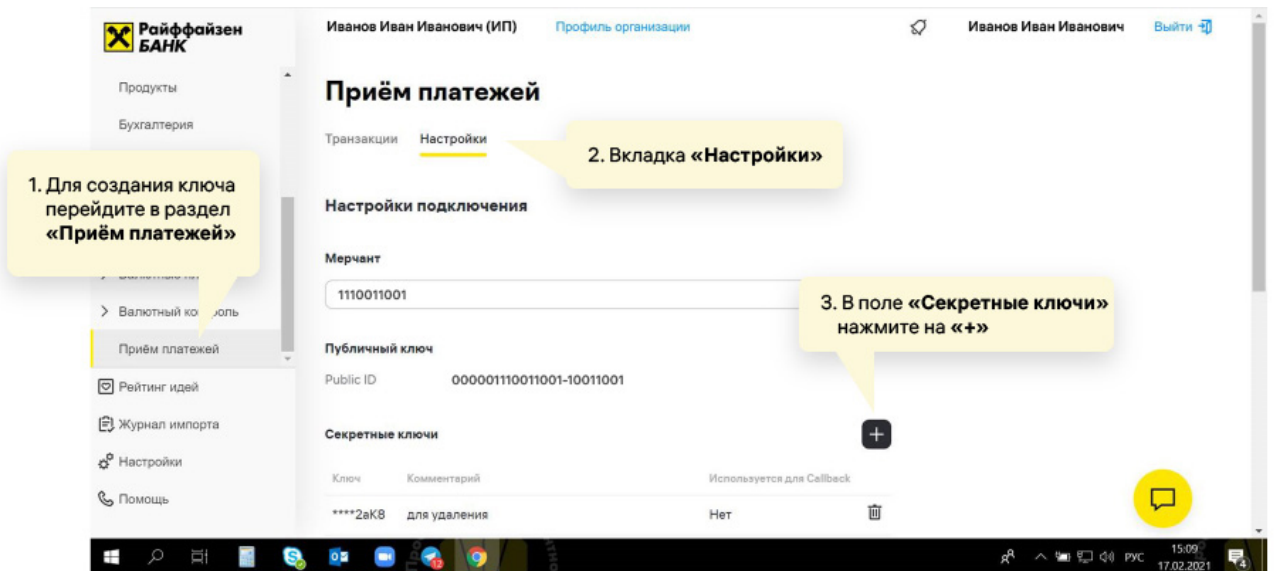 Райффайзен
БАНК
Иванов Иван Иванович (ИП)
Профиль организации
Иванов Иван Иванович
Выйти
Продукты
Бухгалтерия
1. Для создания ключа
перейдите в раздел
«Приём платежей»
Валютный
Приём платежей
Рейтинг идей
Журнал импорта
Настройки
Помощь
Приём платежей
Транзакции
Настройки
2. Вкладка «Настройки»
Настройки подключения
Мерчант
1110011001
3. В поле «Секретные ключи»
нажмите на «+»
Публичный ключ
Public ID
000001110011001-10011001
Секретные ключи
Ключ
Комментарий
Используется для Callback
****2aK8
для удаления
Нет
РУС
15:09
17.02.2021